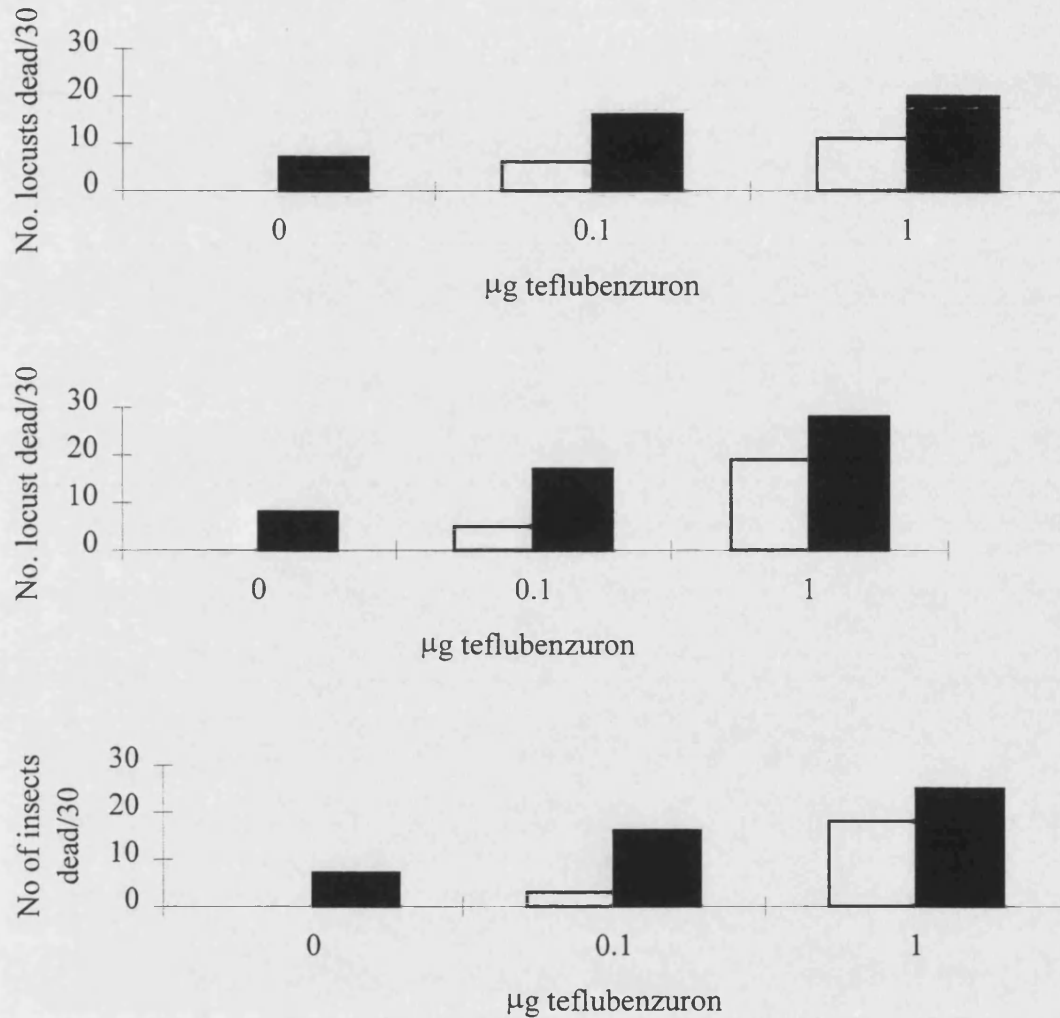 No. locusts dead/30
30
20
10
0
0 0.1 1
µg teflubenzuron
No. locust dead/30
30
20
10
0
0 0.1 1
µg teflubenzuron
No of insects
dead/30
30
20
10
0
0 0.1 1
µg teflubenzuron